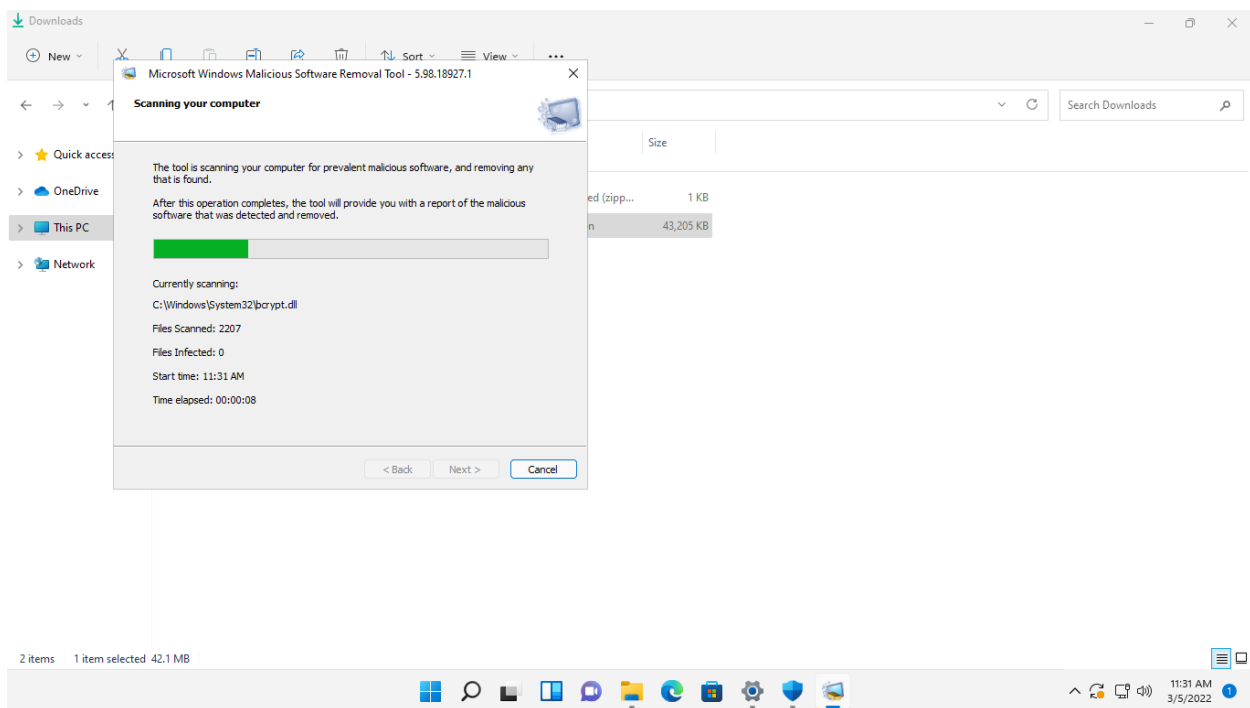 Downloads
New
Sort
View
Microsoft Windows Malicious Software Removal Tool - 5.98.18927.1
Scanning your computer
Search Downloads
Size
Quick access
The tool is scanning your computer for prevalent malicious software, and removing any
that is found.
OneDrive
ed (zipp...
1 KB
After this operation completes, the tool will provide you with a report of the malicious
software that was detected and removed.
This PC
n
43,205 KB
Network
Currently scanning:
C:\Windows\System32\bcrypt.dll
Files Scanned: 2207
Files Infected: 0
Start time: 11:31 AM
Time elapsed: 00:00:08
< Back
Next >
Cancel
2 items
1 item selected 42.1 MB
11:31 AM
3/5/2022
1